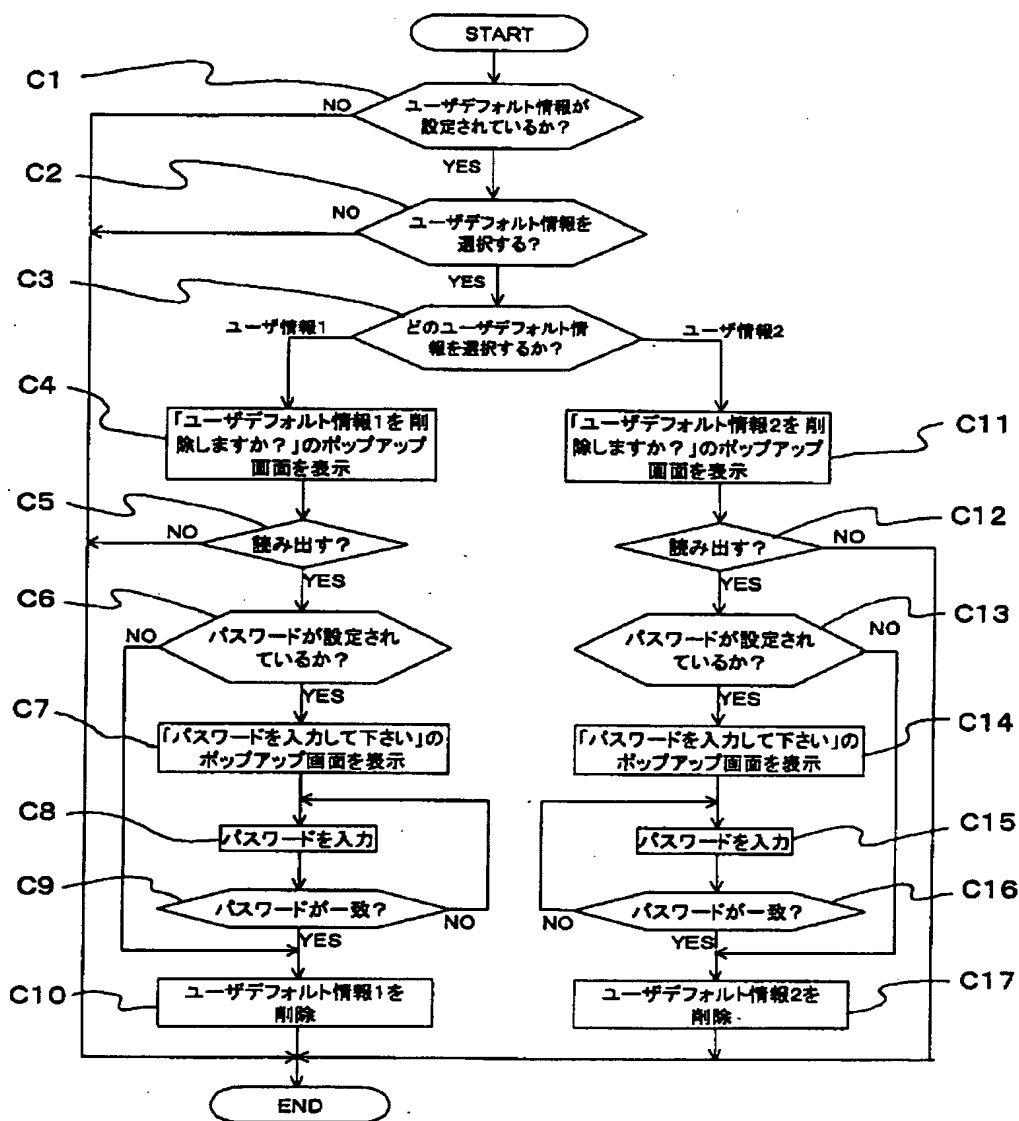 START
C1
NO
ユーザデフォルト情報が
設定されているか？
YES
C2
NO
ユーザデフォルト情報を
選択する？
YES
C3
どのユーザデフォルト情
報を選択するか？
ユーザ情報1
ユーザ情報2
C4
「ユーザデフォルト情報1を 削
除しますか？」のポップアップ
画面を表示
「ユーザデフォルト情報2を 削
除しますか？」のポップアップ
画面を表示
C11
C5
NO
読み出す？
YES
読み出す？
C12
NO
YES
C6
NO
パスワードが設定され
ているか？
YES
パスワードが設定され
ているか？
C13
NO
YES
C7
「パスワードを入力して下さい」の
ポップアップ画面を表示
「パスワードを入力して下さい」の
ポップアップ画面を表示
C14
C8
パスワードを入力
パスワードを入力
C15
C9
パスワードが一致？
NO
YES
NO
パスワードが一致？
C16
YES
C10
ユーザデフォルト情報1を
削除
ユーザデフォルト情報2を
削除
C17
END